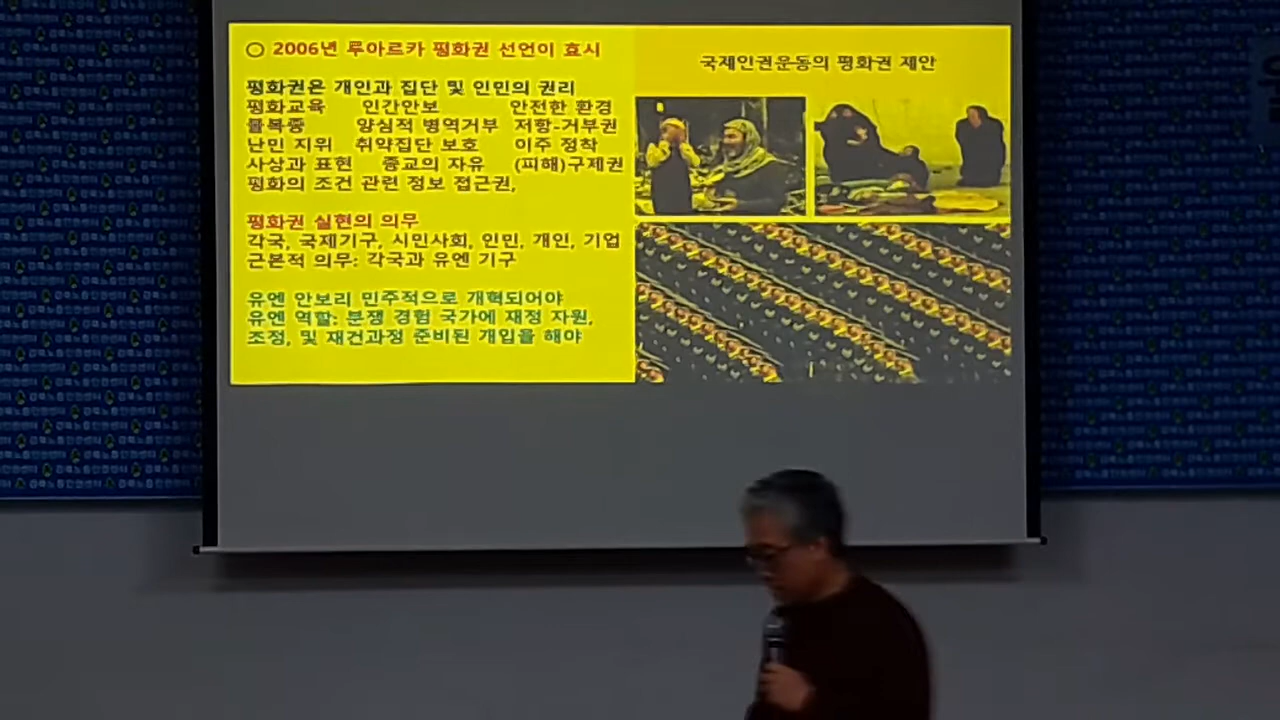 ○ 2006년 루아르카 평화권 선언이 효시
평화권은 개인과 집단 및 인민의 권리
평화교육 인간안보 안전한 환경
불복종 양심적 병역거부 저항-거부권
난민 지위 취약집단 보호 이주 정착
사상과 표현 종교의 자유 (피해)구제권
평화의 조건 관련 정보 접근권,
평화권 실현의 의무
각국, 국제기구, 시민사회, 인민, 개인, 기업
근본적 의무: 각국과 유엔 기구
유엔 안보리 민주적으로 개혁되어야
유엔 역할: 분쟁 경험 국가에 재정 자원,
조정, 및 재건과정 준비된 개입을 해야
국제인권운동의 평화권 제안